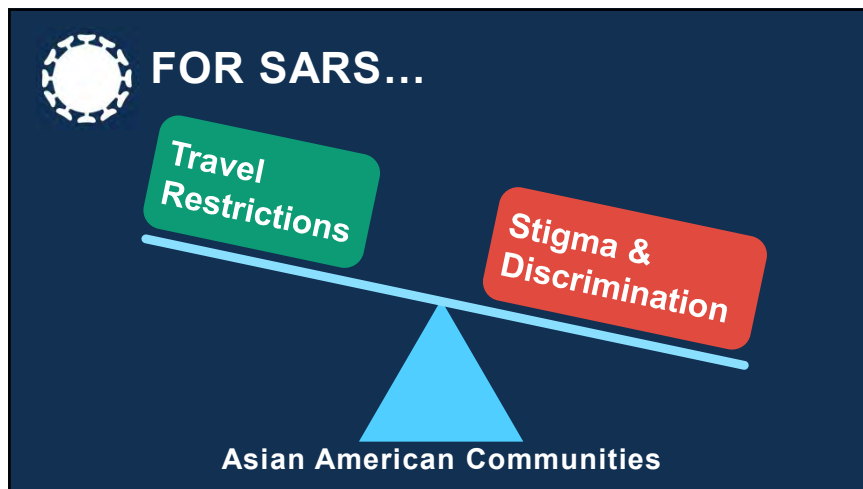 FOR SARS...
Travel
Restrictions
Stigma &
Discrimination
Asian American Communities